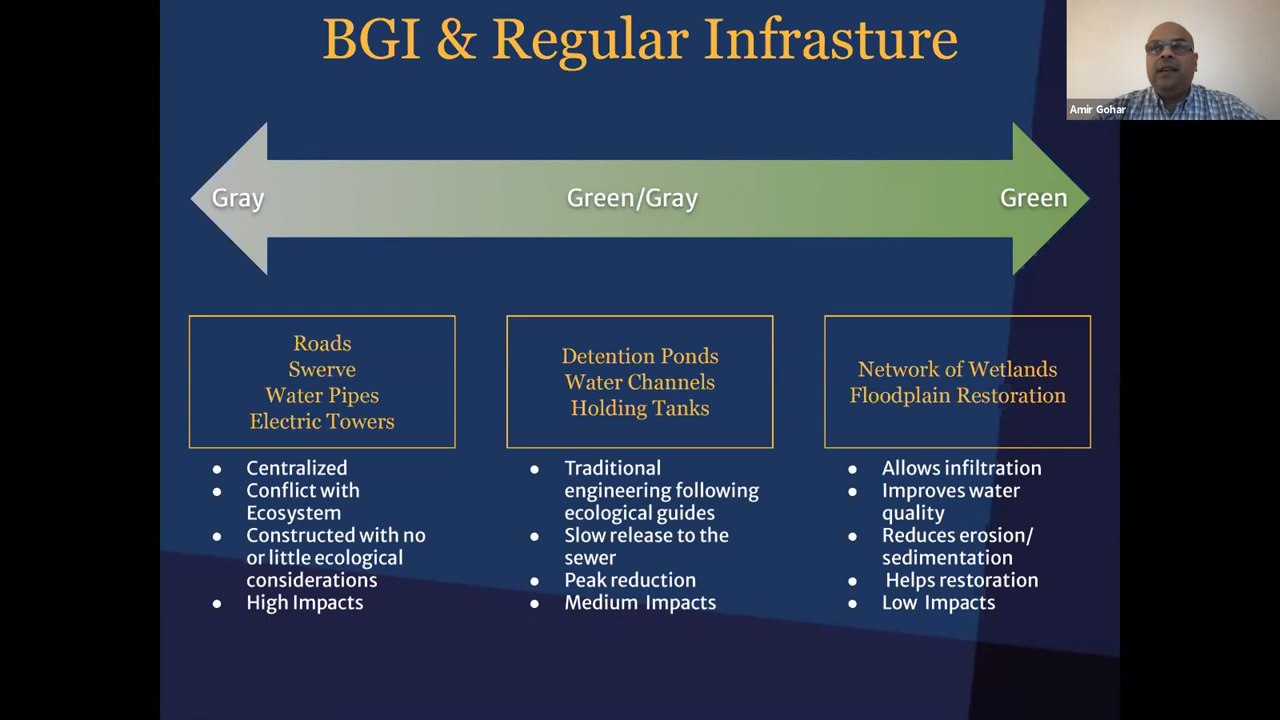 BGI & Regular Infrasture
Amir Gohar
Gray
Green/Gray
Green
Roads
Swerve
Water Pipes
Electric Towers
● Centralized
● Conflict with
Ecosystem
● Constructed with no
or little ecological
considerations
● High Impacts
Detention Ponds
Water Channels
Holding Tanks
● Traditional
engineering following
ecological guides
● Slow release to the
sewer
● Peak reduction
● Medium Impacts
Network of Wetlands
Floodplain Restoration
● Allows infiltration
● Improves water
quality
● Reduces erosion/
sedimentation
● Helps restoration
● Low Impacts